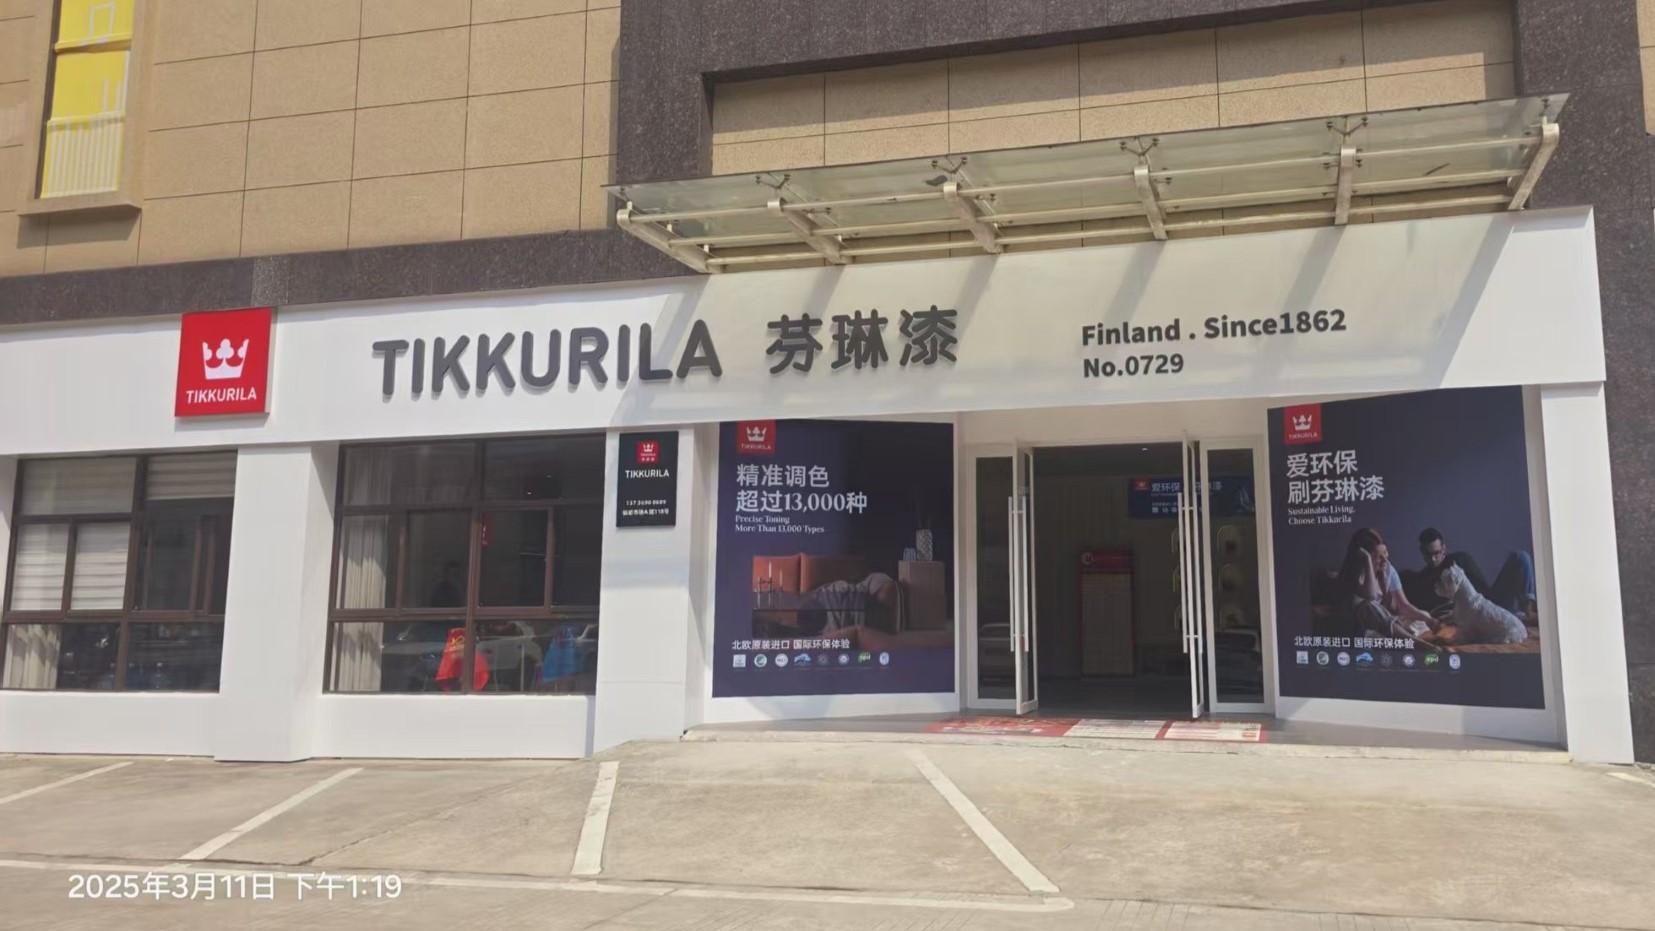 TIKKURILA
TIKKURILA 芬琳漆
Finland . Since1862
No.0729
TIKKURILA
TIKKURILA
精准调色
超过13,000种
Precise Toning
More Than 13,000 Types
北欧原装进口 国际环保体验
TIKKURILA
爱环保
刷芬琳漆
Sustainable Living,
Choose Tikkurila
北欧原装进口 国际环保体验
2025年3月11日 下午1:19